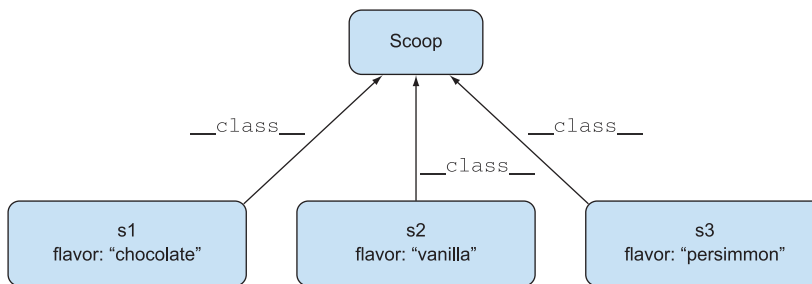 Scoop
__class__
__class__
__class__
s1
flavor: “chocolate”
s2
flavor: “vanilla”
s3
flavor: “persimmon”